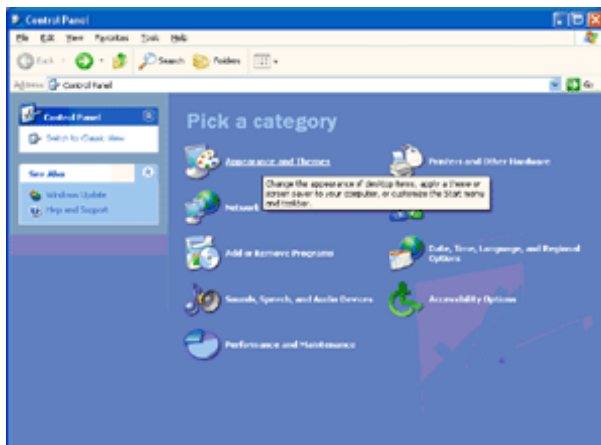 Control Panel
File Edit View Favorites Tools Help
Back Search Folders
Address Control Panel Go
Control Panel
Switch to Classic View
See Also
Windows Update
Help and Support
Pick a category
Appearance and Themes
Printers and Other Hardware
Change the appearance of desktop items, apply a theme or
screen saver to your computer, or customize the Start menu
and taskbar.
Network
Add or Remove Programs
Date, Time, Language, and Regional
Options
Sounds, Speech, and Audio Devices
Accessibility Options
Performance and Maintenance